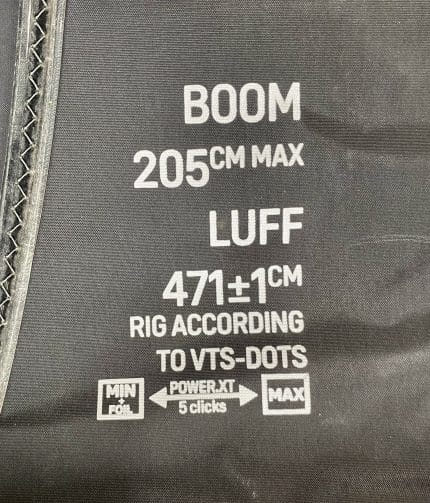 BOOM
205CM MAX
LUFF
471±1CM
RIG ACCORDING
TO VTS-DOTS
MIN + FOIL POWER.XT MAX
5 clicks